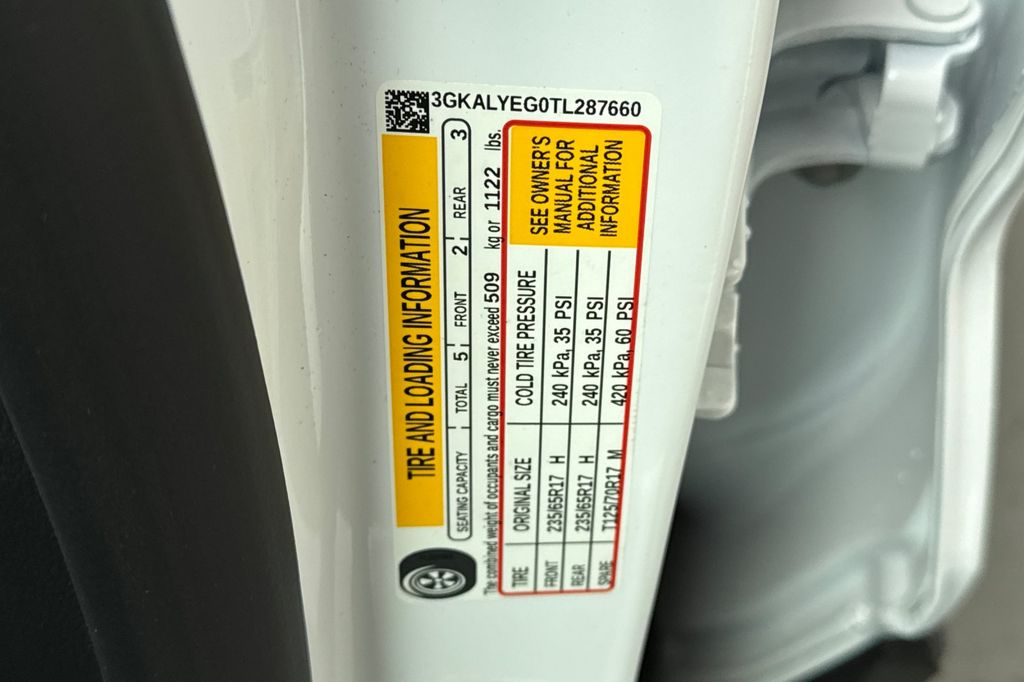 3GKALYEG0TL287660
TIRE AND LOADING INFORMATION
SEATING CAPACITY TOTAL 5 FRONT 2 REAR 3
The combined weight of occupants and cargo must never exceed 509 kg or 1122 lbs.
TIRE ORIGINAL SIZE COLD TIRE PRESSURE
FRONT 235/65R17 H 240 kPa, 35 PSI
REAR 235/65R17 H 240 kPa, 35 PSI
SPARE T125/70R17 M 420 kPa, 60 PSI
SEE OWNER'S
MANUAL FOR
ADDITIONAL
INFORMATION